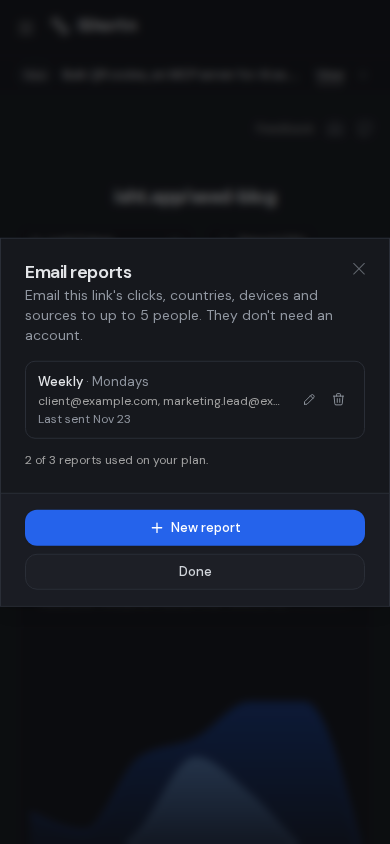 Email reports
Email this link's clicks, countries, devices and
sources to up to 5 people. They don't need an
account.
Weekly · Mondays
client@example.com, marketing.lead@ex...
Last sent Nov 23
2 of 3 reports used on your plan.
New report
Done